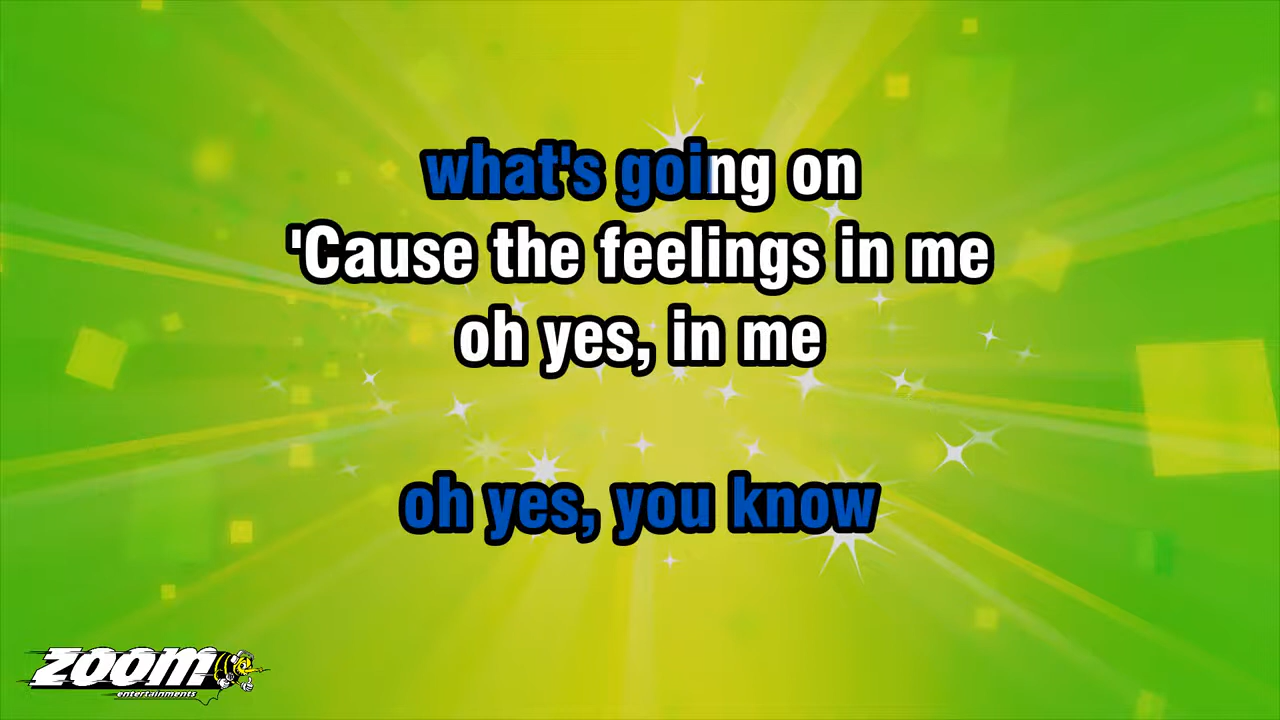 what's going on
'Cause the feelings in me
oh yes, in me
oh yes, you know
zoom
entertainments